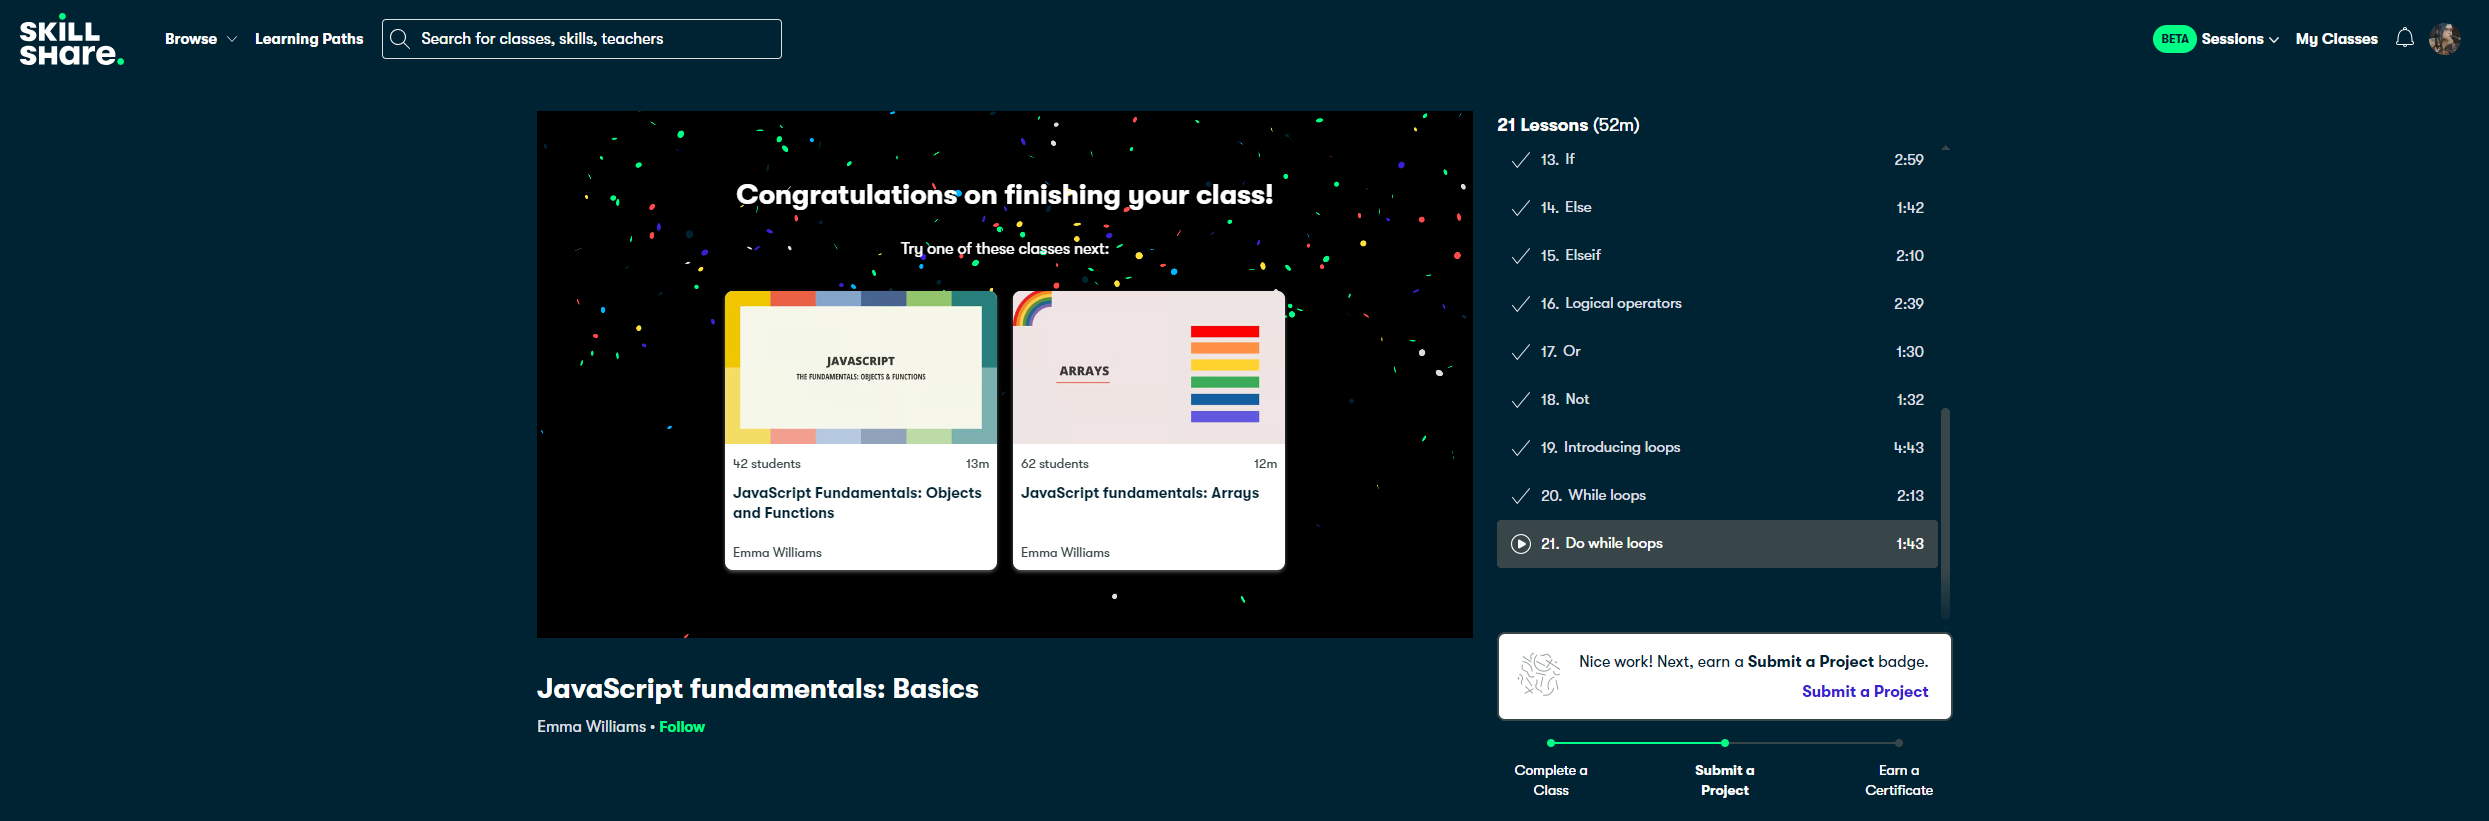 SKILL
SHARE.
Browse
Learning Paths
Search for classes, skills, teachers
BETA Sessions
My Classes
Congratulations on finishing your class!
Try one of these classes next:
JAVASCRIPT
THE FUNDAMENTALS: OBJECTS & FUNCTIONS
42 students 13m
JavaScript Fundamentals: Objects
and Functions
Emma Williams
ARRAYS
62 students 12m
JavaScript fundamentals: Arrays
Emma Williams
JavaScript fundamentals: Basics
Emma Williams • Follow
21 Lessons (52m)
13. If 2:59
14. Else 1:42
15. Elseif 2:10
16. Logical operators 2:39
17. Or 1:30
18. Not 1:32
19. Introducing loops 4:43
20. While loops 2:13
21. Do while loops 1:43
Nice work! Next, earn a Submit a Project badge.
Submit a Project
Complete a
Class
Submit a
Project
Earn a
Certificate